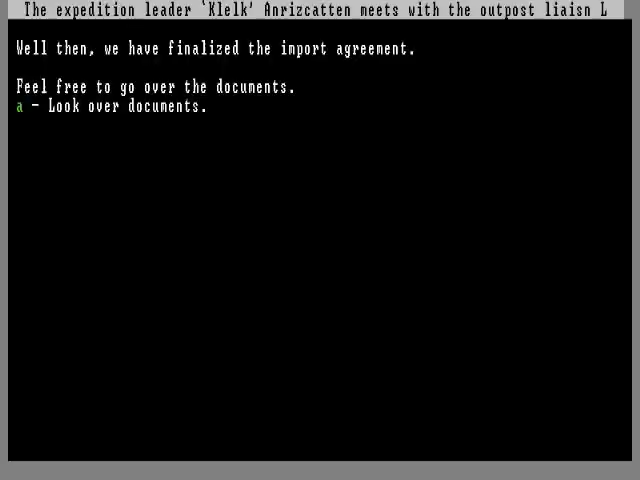 The expedition leader `Klelk' Anrizcatten meets with the outpost liaisn L
Well then, we have finalized the import agreement.
Feel free to go over the documents.
a - Look over documents.